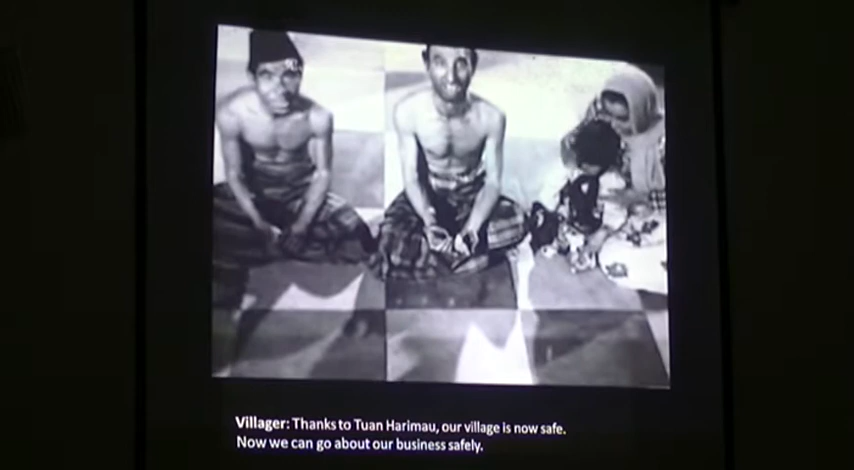 Villager: Thanks to Tuan Harimau, our village is now safe.
Now we can go about our business safely.